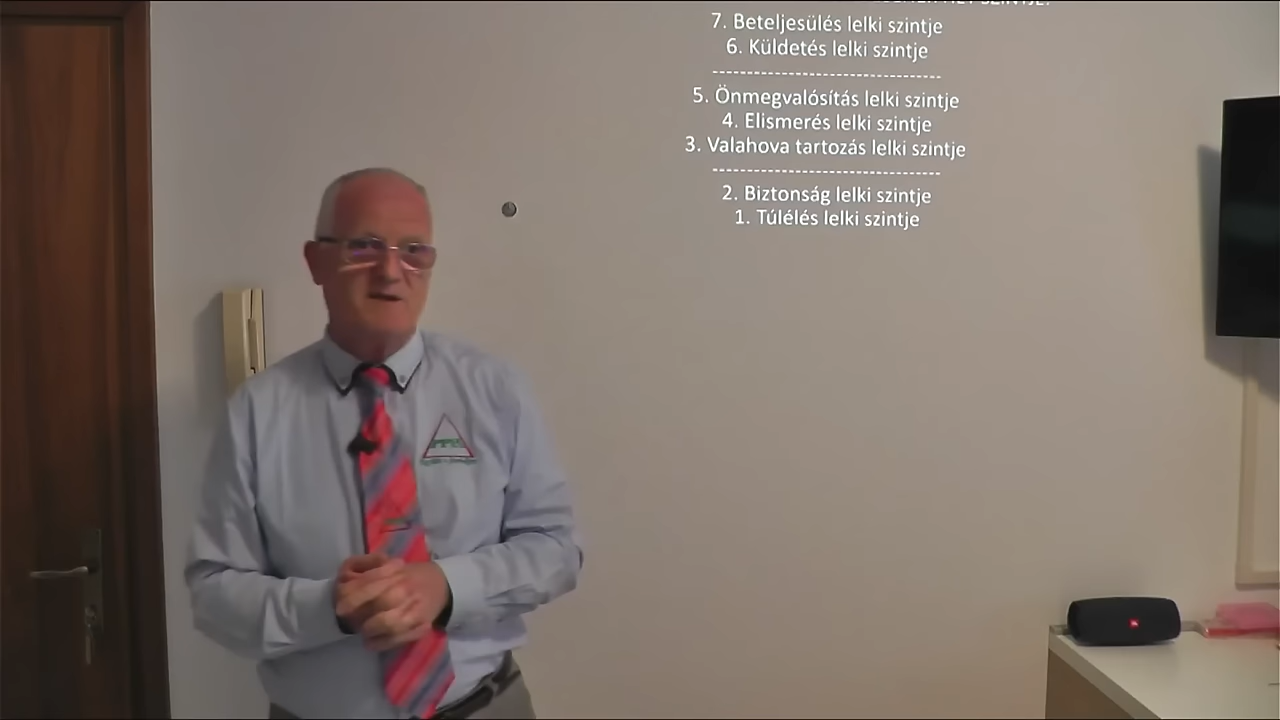 7. Beteljesülés lelki szintje
6. Küldetés lelki szintje
---------------------------------
5. Önmegvalósítás lelki szintje
4. Elismerés lelki szintje
3. Valahova tartozás lelki szintje
---------------------------------
2. Biztonság lelki szintje
1. Túlélés lelki szintje
JBL